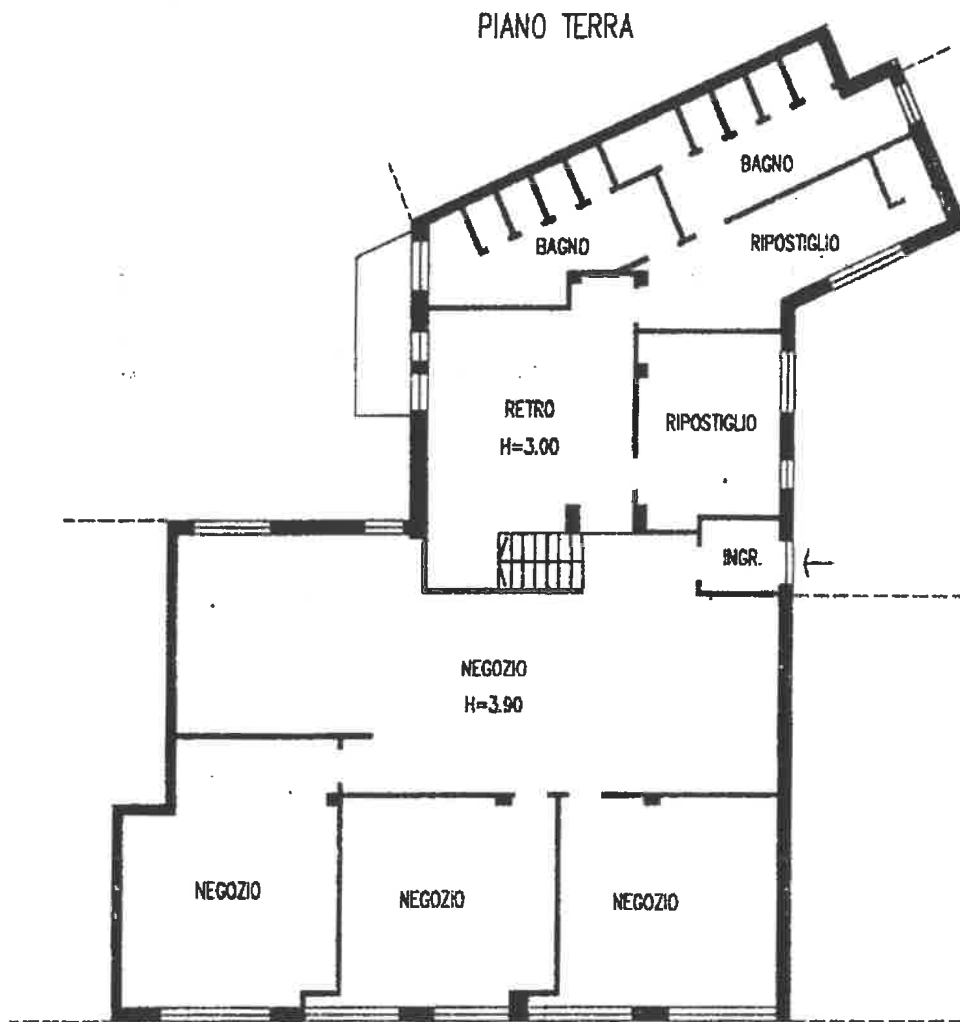 PIANO TERRA
BAGNO
BAGNO
RIPOSTIGLIO
RETRO
H=3.00
RIPOSTIGLIO
INGR.
NEGOZIO
H=3.90
NEGOZIO
NEGOZIO
NEGOZIO